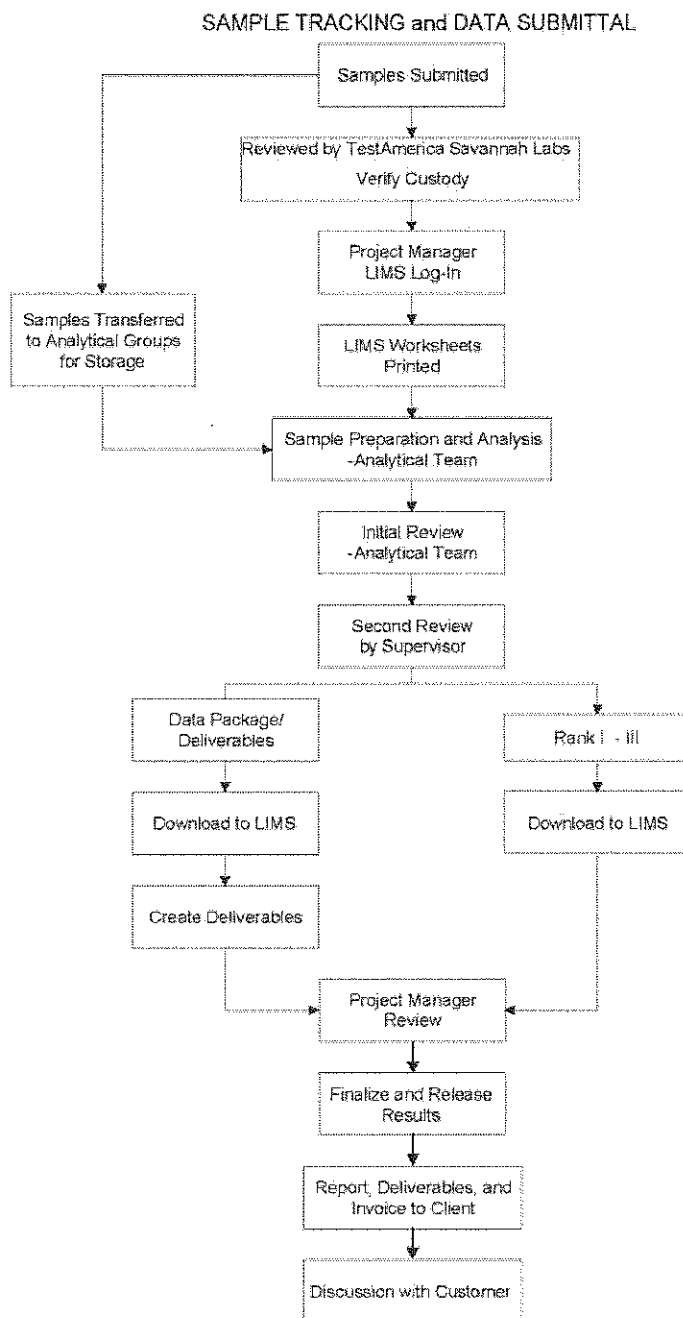 SAMPLE TRACKING and DATA SUBMITTAL
Samples Submitted
Reviewed by TestAmerica Savannah Labs
Verify Custody
Project Manager
LIMS Log-In
Samples Transferred
to Analytical Groups
for Storage
LIMS Worksheets
Printed
Sample Preparation and Analysis
-Analytical Team
Initial Review
-Analytical Team
Second Review
by Supervisor
Data Package/
Deliverables
Rank I - III
Download to LIMS
Download to LIMS
Create Deliverables
Project Manager
Review
Finalize and Release
Results
Report, Deliverables, and
Invoice to Client
Discussion with Customer